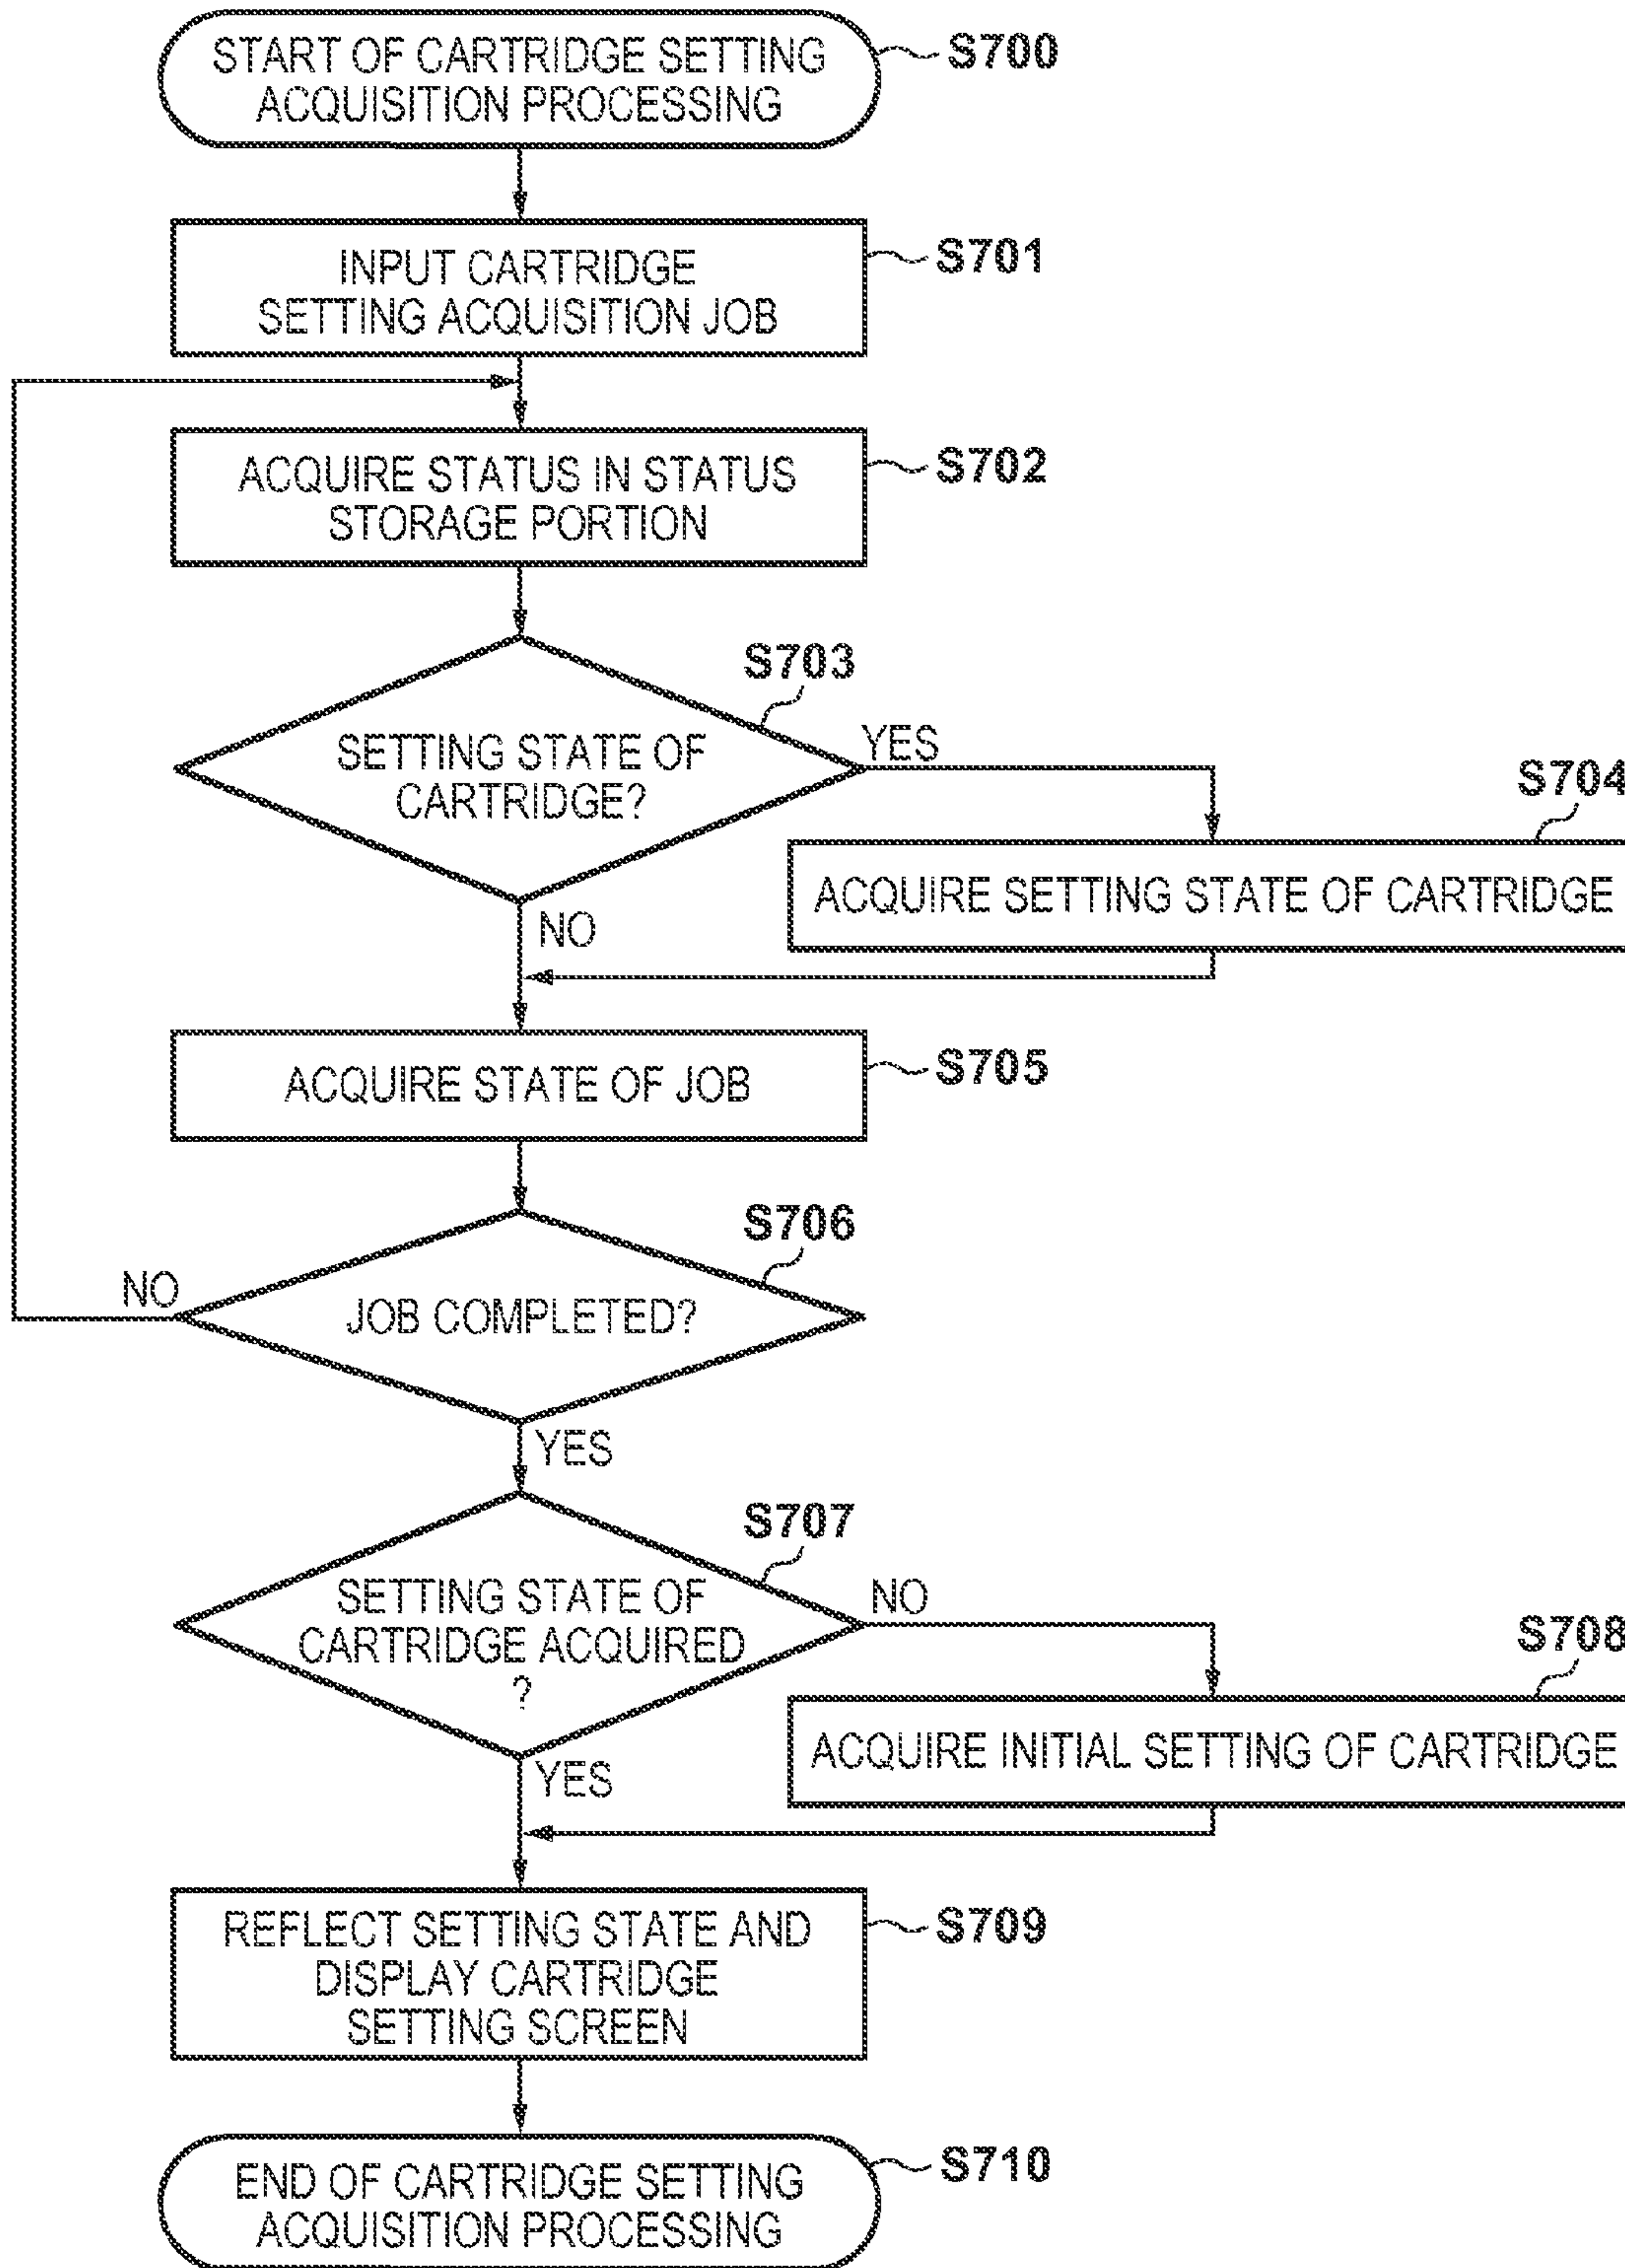 START OF CARTRIDGE SETTING
ACQUISITION PROCESSING
S700
INPUT CARTRIDGE
SETTING ACQUISITION JOB
S701
ACQUIRE STATUS IN STATUS
STORAGE PORTION
S702
SETTING STATE OF
CARTRIDGE?
S703
YES
NO
S704
ACQUIRE SETTING STATE OF CARTRIDGE
ACQUIRE STATE OF JOB
S705
JOB COMPLETED?
S706
NO
YES
SETTING STATE OF
CARTRIDGE ACQUIRED
?
S707
NO
YES
S708
ACQUIRE INITIAL SETTING OF CARTRIDGE
REFLECT SETTING STATE AND
DISPLAY CARTRIDGE
SETTING SCREEN
S709
END OF CARTRIDGE SETTING
ACQUISITION PROCESSING
S710